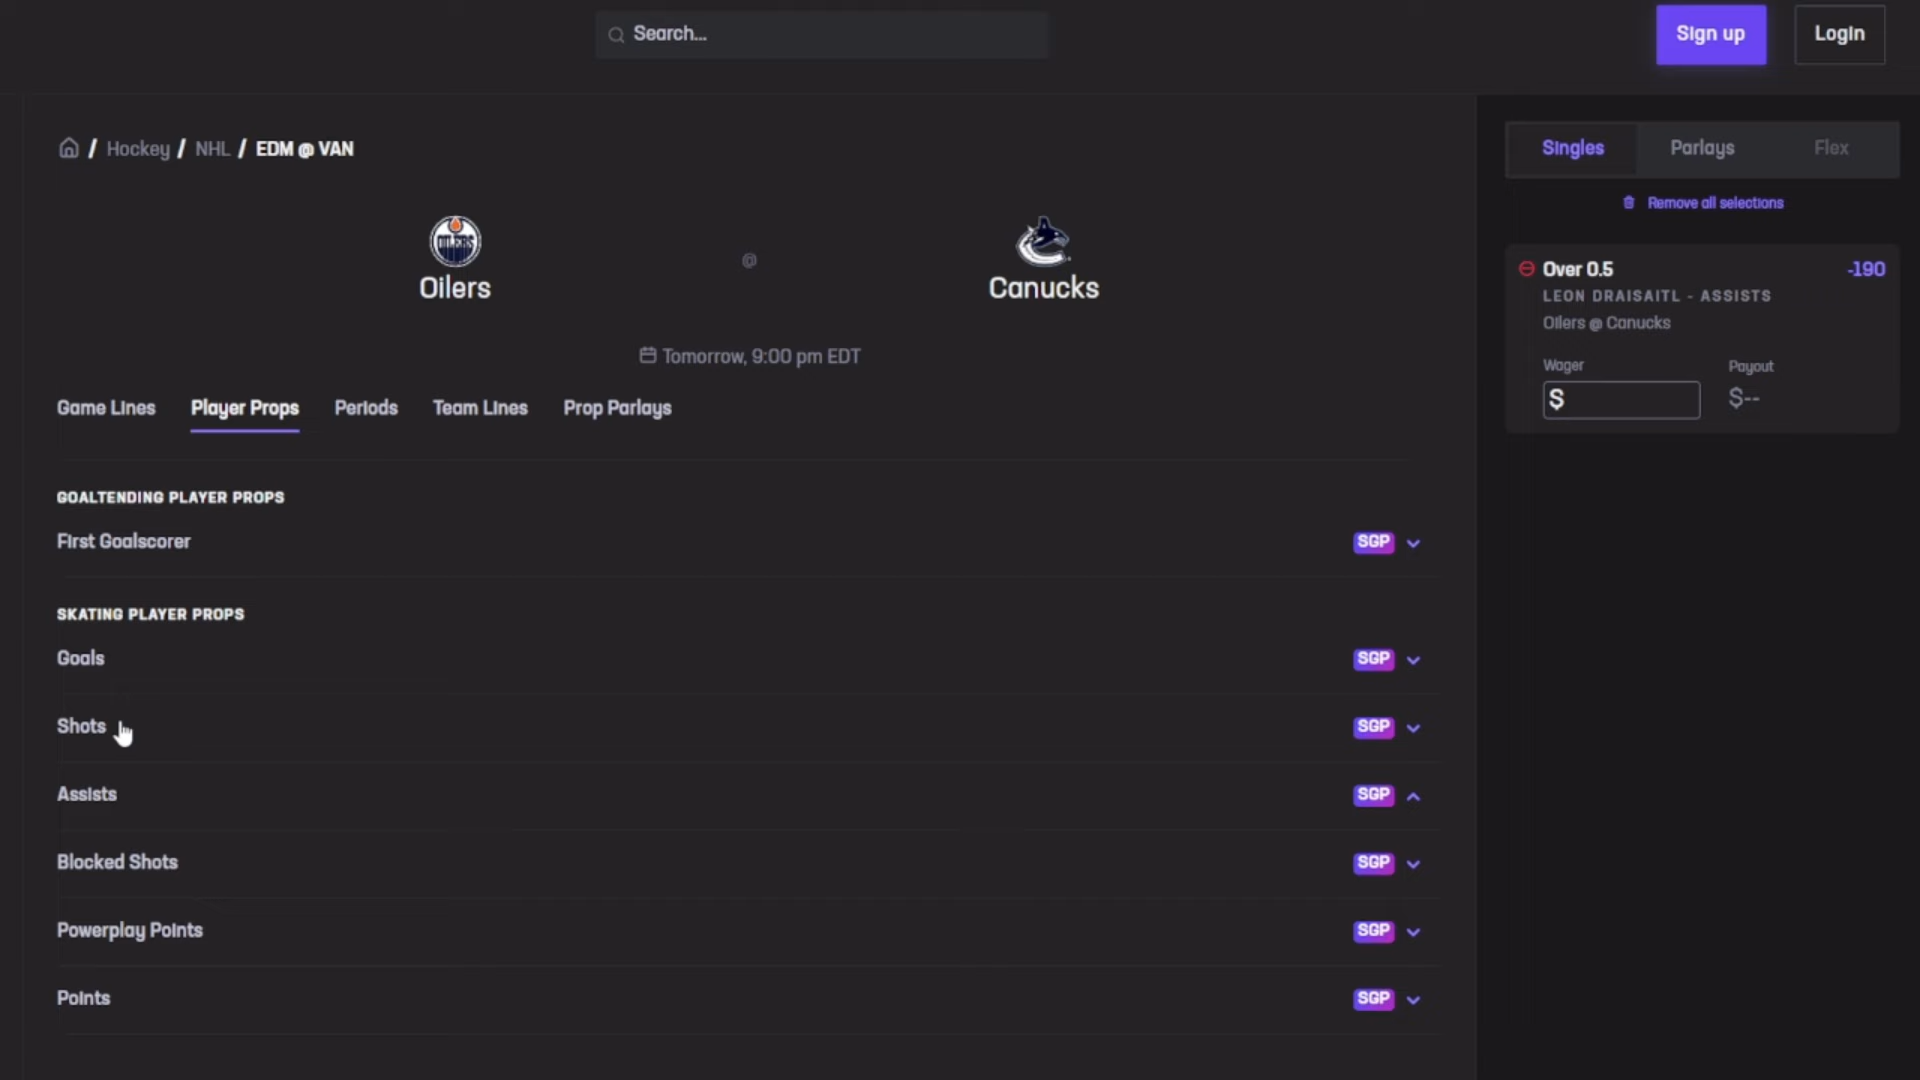 Search...
Sign up
Login
/ Hockey / NHL / EDM @ VAN
OILERS
Oilers
@
Canucks
Tomorrow, 9:00 pm EDT
Game Lines
Player Props
Periods
Team Lines
Prop Parlays
GOALTENDING PLAYER PROPS
First Goalscorer
SGP
SKATING PLAYER PROPS
Goals
SGP
Shots
SGP
Assists
SGP
Blocked Shots
SGP
Powerplay Points
SGP
Points
SGP
Singles
Parlays
Flex
Remove all selections
Over 0.5
-190
LEON DRAISAITL - ASSISTS
Oilers @ Canucks
Wager
Payout
$
$--